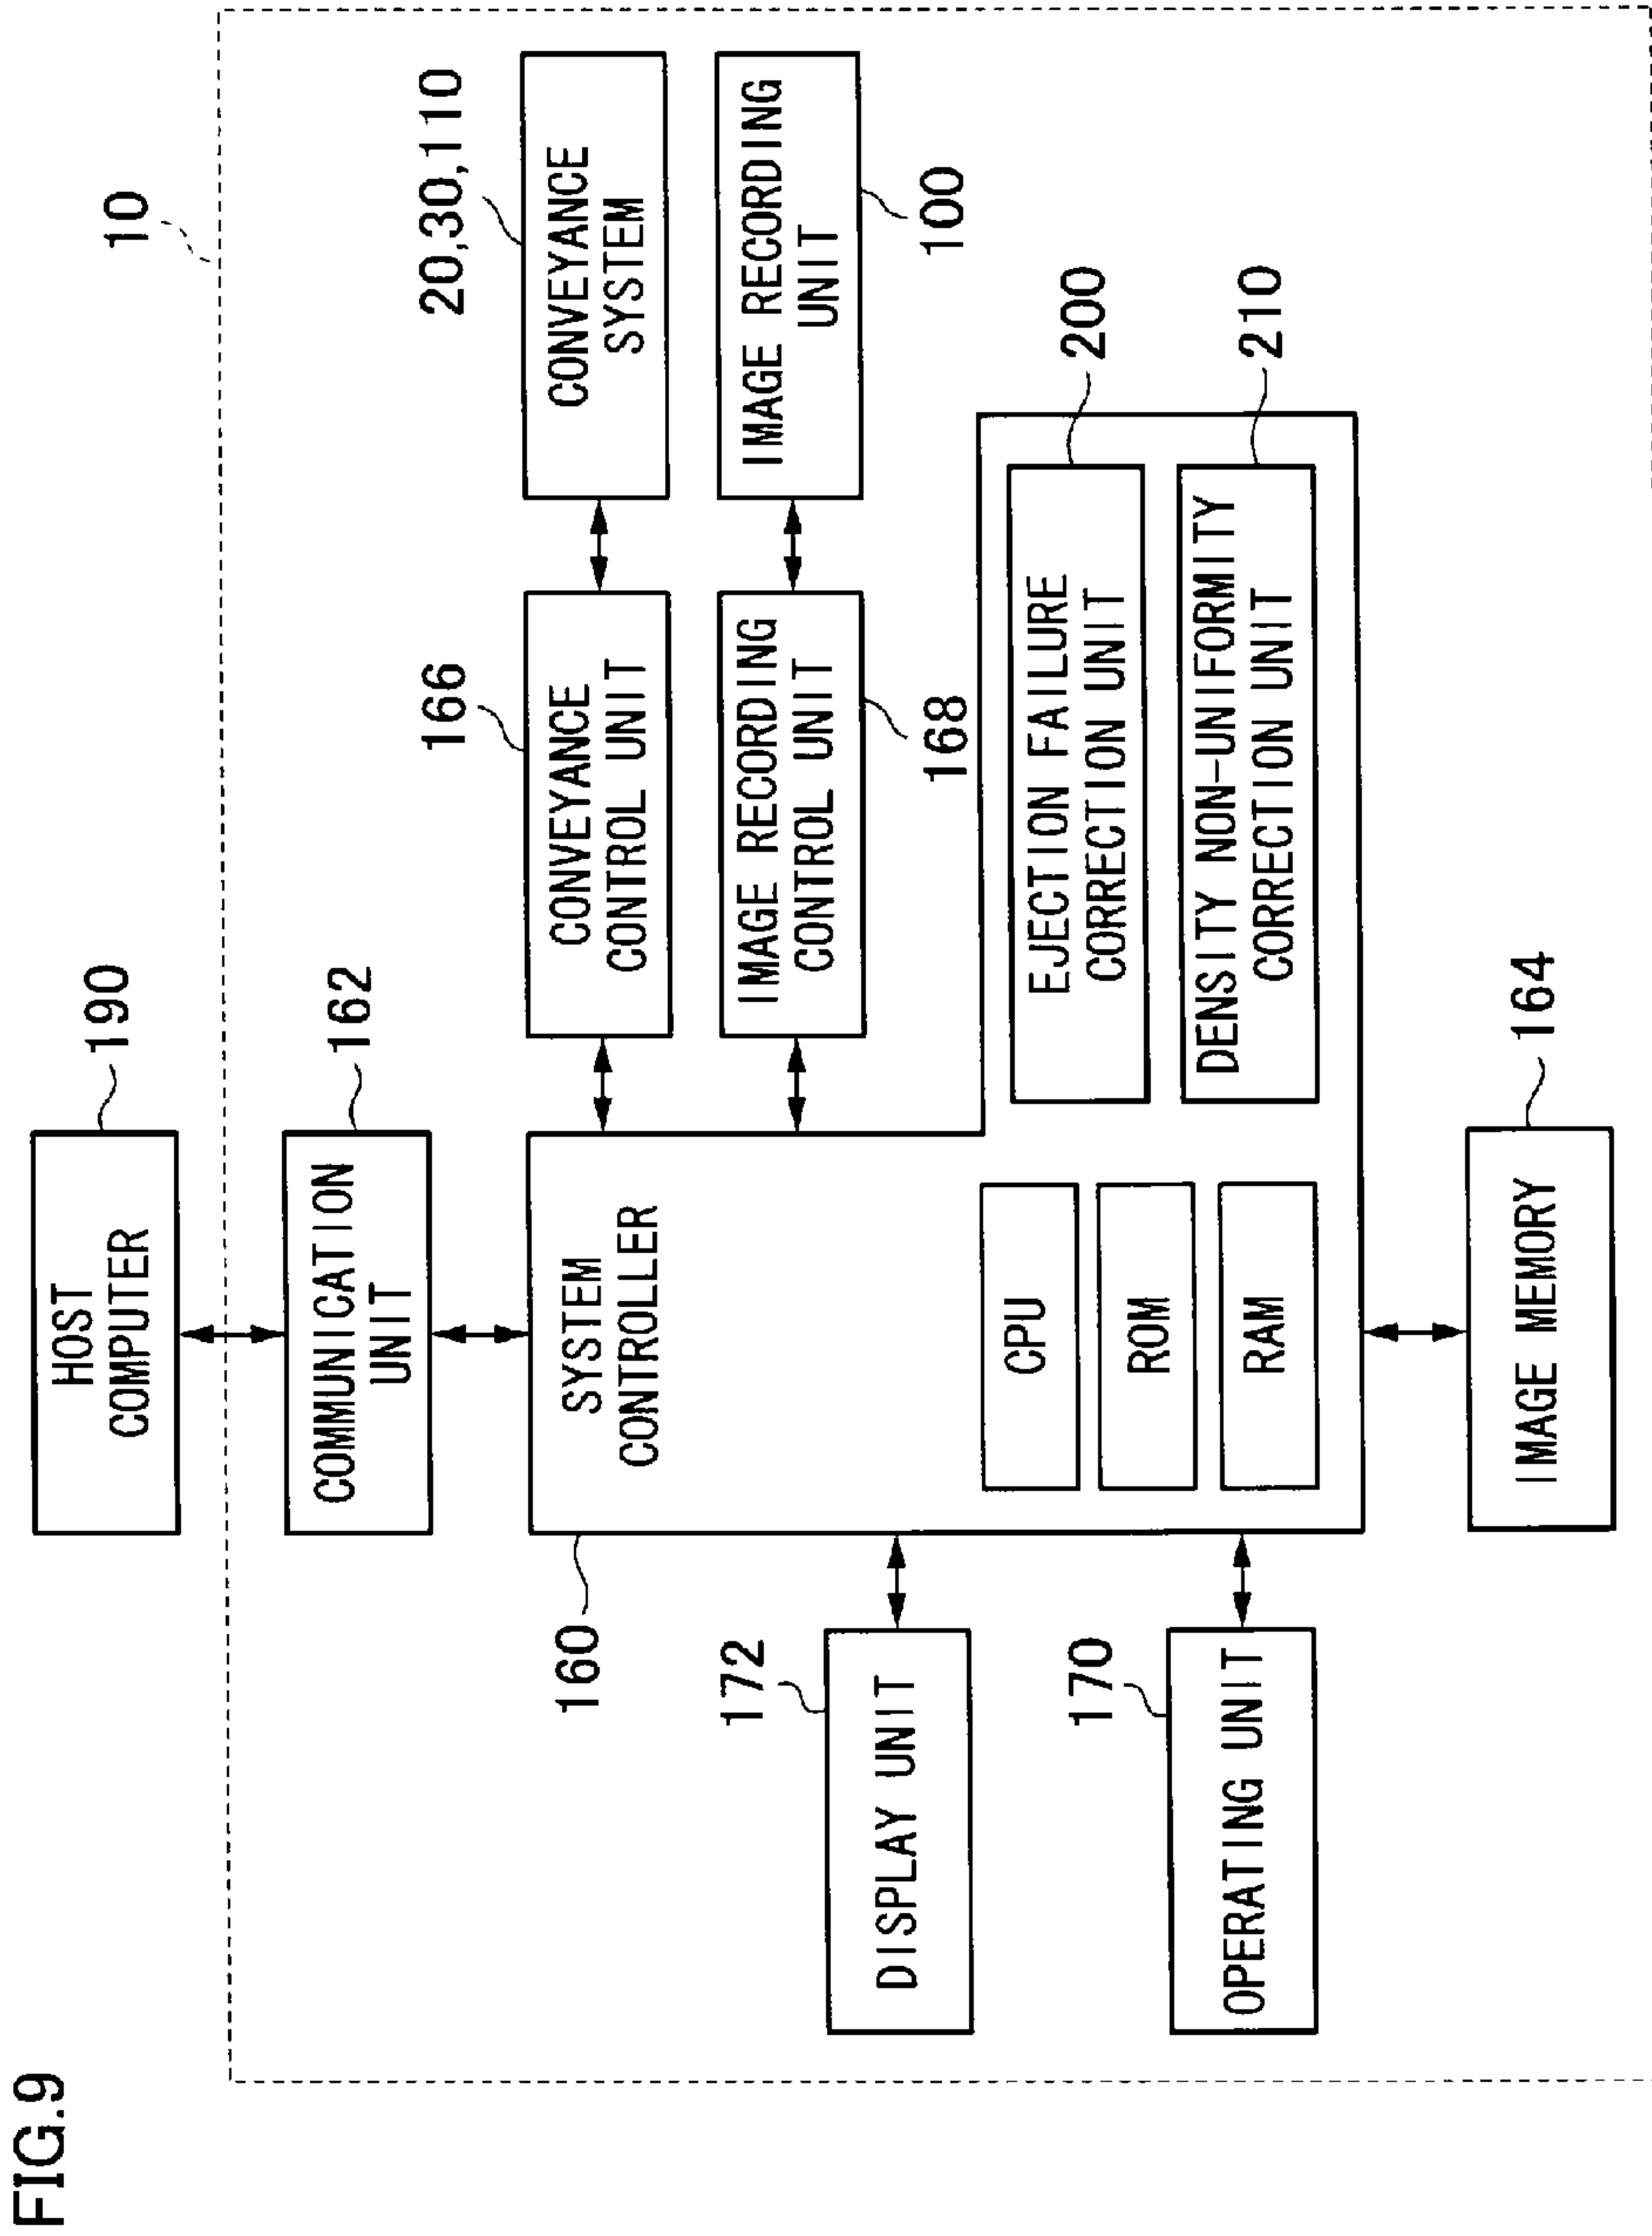 FIG.9
10
HOST
COMPUTER
190
COMMUNICATION
UNIT
162
SYSTEM
CONTROLLER
160
CONVEYANCE
CONTROL UNIT
166
CONVEYANCE
SYSTEM
20,30,110
IMAGE RECORDING
CONTROL UNIT
168
IMAGE RECORDING
UNIT
100
DISPLAY UNIT
172
OPERATING UNIT
170
CPU
ROM
RAM
EJECTION FAILURE
CORRECTION UNIT
200
DENSITY NON-UNIFORMITY
CORRECTION UNIT
210
IMAGE MEMORY
164